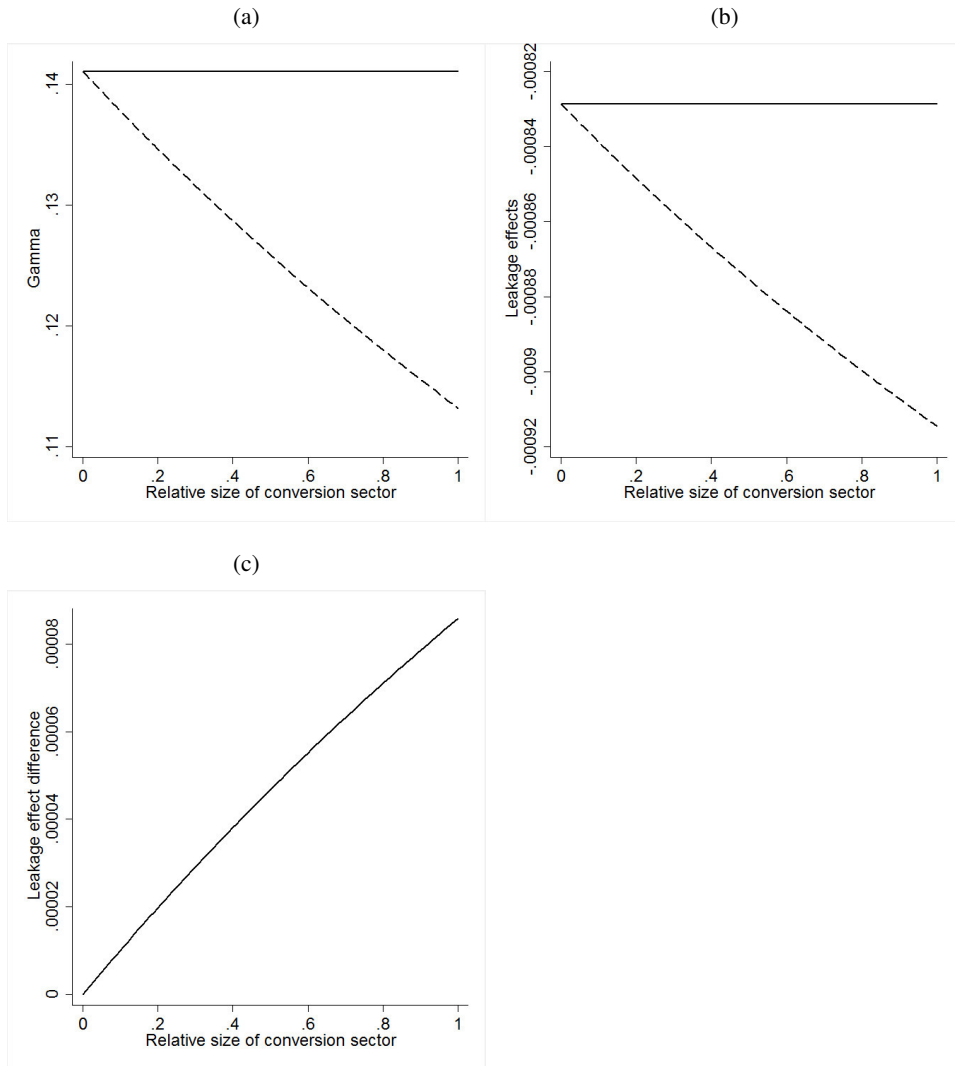 (a)
Gamma
.14
.13
.12
.11
0 .2 .4 .6 .8 1
Relative size of conversion sector
(b)
Leakage effects
-.00082
-.00084
-.00086
-.00088
-.0009
-.00092
0 .2 .4 .6 .8 1
Relative size of conversion sector
(c)
Leakage effect difference
.00008
.00006
.00004
.00002
0
0 .2 .4 .6 .8 1
Relative size of conversion sector